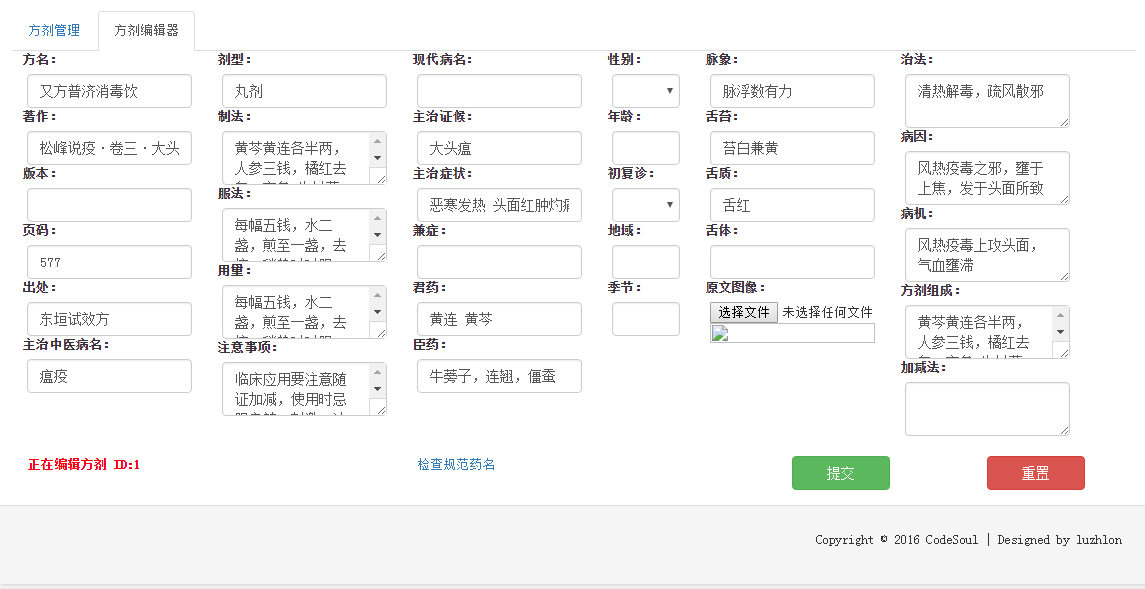 方剂管理
方剂编辑器
方名：
又方普济消毒饮
著作：
松峰说疫·卷三·大头
版本：
页码：
577
出处：
东垣试效方
主治中医病名：
瘟疫
剂型：
丸剂
制法：
黄芩黄连各半两，
人参三钱，橘红去
服法：
每幅五钱，水二
盏，煎至一盏，去
用量：
每幅五钱，水二
盏，煎至一盏，去
注意事项：
临床应用要注意随
证加减，使用时忌
现代病名：
主治证候：
大头瘟
主治症状：
恶寒发热 头面红肿灼痛
兼症：
君药：
黄连 黄芩
臣药：
牛蒡子，连翘，僵蚕
性别：
年龄：
初复诊：
地域：
季节：
脉象：
脉浮数有力
舌苔：
苔白兼黄
舌质：
舌红
舌体：
原文图像：
选择文件 未选择任何文件
治法：
清热解毒，疏风散邪
病因：
风热疫毒之邪，壅于
上焦，发于头面所致
病机：
风热疫毒上攻头面，
气血壅滞
方剂组成：
黄芩黄连各半两，
人参三钱，橘红去
加减法：
正在编辑方剂 ID:1
检查规范药名
提交
重置
Copyright © 2016 CodeSoul | Designed by luzhlon